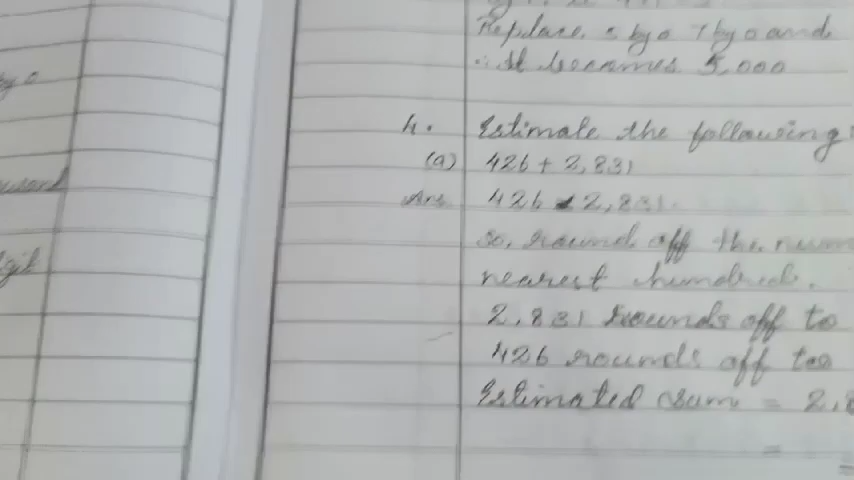 Replace 5 by 0 7 by 0 and
∴ It becomes 5,000
4. Estimate the following:
(a) 426 + 2,831
Ans 426 2,831.
So, round off the
nearest hundred.
2,831 rounds off to
426 rounds off to
Estimated sum = 2,8
=